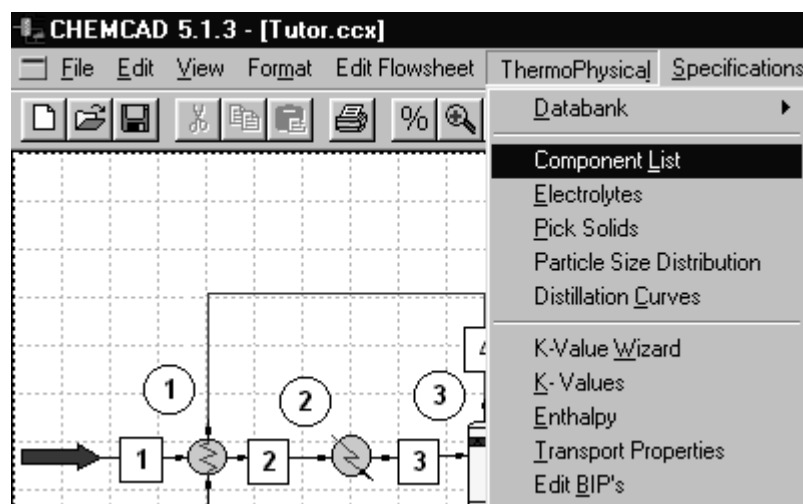 CHEMCAD 5.1.3 - [Tutor.ccx]
File Edit View Format Edit Flowsheet ThermoPhysical Specifications
%
Databank
Component List
Electrolytes
Pick Solids
Particle Size Distribution
Distillation Curves
K-Value Wizard
K- Values
Enthalpy
Transport Properties
Edit BIP's
4
1 2 3
1 2 3